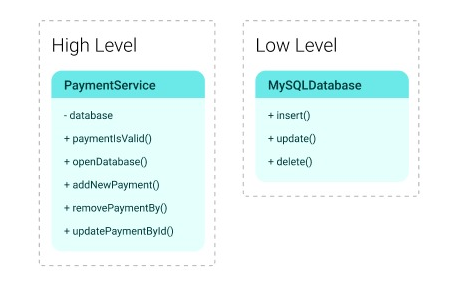 High Level
PaymentService
- database
+ paymentIsValid()
+ openDatabase()
+ addNewPayment()
+ removePaymentBy()
+ updatePaymentById()
Low Level
MySQLDatabase
+ insert()
+ update()
+ delete()